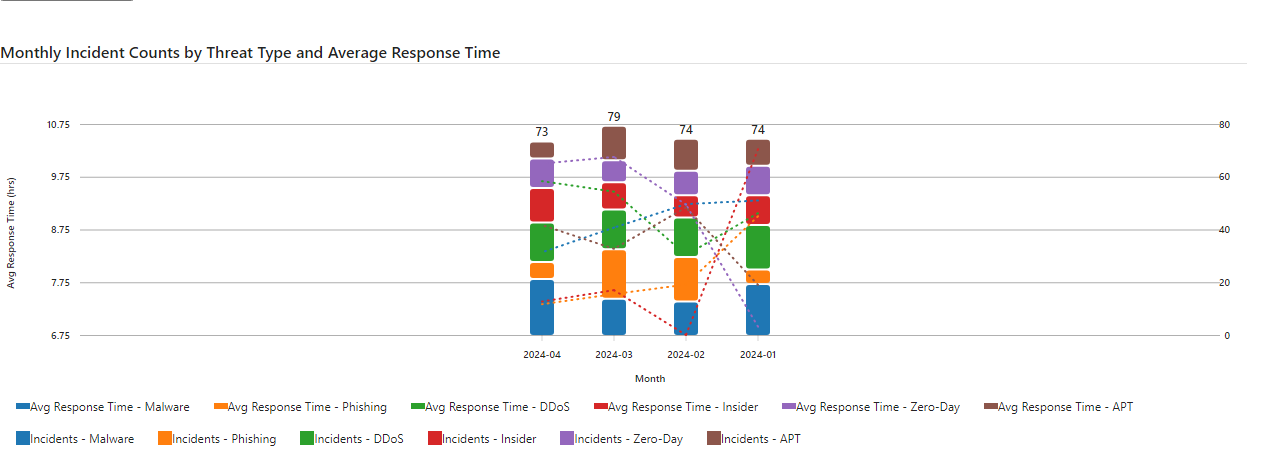 Monthly Incident Counts by Threat Type and Average Response Time
79
73 74 74
10.75 80
9.75 60
8.75 40
7.75 20
6.75 0
Avg Response Time (hrs)
2024-04 2024-03 2024-02 2024-01
Month
Avg Response Time - Malware Avg Response Time - Phishing Avg Response Time - DDoS Avg Response Time - Insider Avg Response Time - Zero-Day Avg Response Time - APT
Incidents - Malware Incidents - Phishing Incidents - DDoS Incidents - Insider Incidents - Zero-Day Incidents - APT